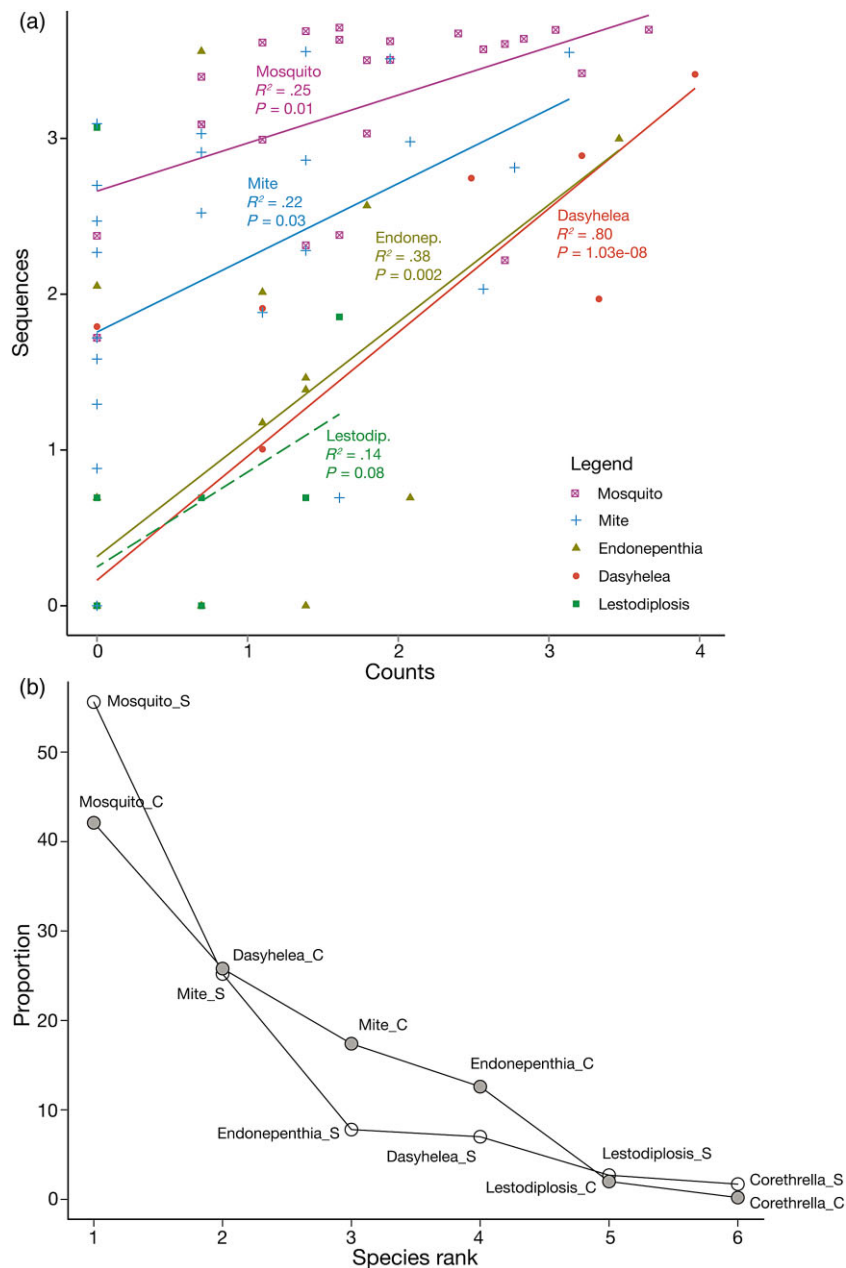 (a)
Sequences
3
2
1
0
Mosquito
R² = .25
P = 0.01
Mite
R² = .22
P = 0.03
Endonep.
R² = .38
P = 0.002
Dasyhelea
R² = .80
P = 1.03e-08
Lestodip.
R² = .14
P = 0.08
Legend
Mosquito
Mite
Endonepenthia
Dasyhelea
Lestodiplosis
0 1 2 3 4
Counts
(b)
Proportion
50
40
30
20
10
0
Mosquito_S
Mosquito_C
Dasyhelea_C
Mite_S
Mite_C
Endonepenthia_C
Endonepenthia_S
Dasyhelea_S
Lestodiplosis_S
Lestodiplosis_C
Corethrella_S
Corethrella_C
1 2 3 4 5 6
Species rank